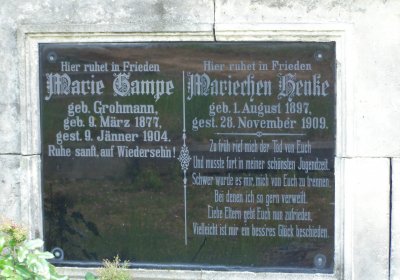 Hier ruhet in Frieden
Marie Gampe
geb. Grohmann,
geb. 9. März 1877,
gest. 9. Jänner 1904.
Ruhe sanft, auf Wiedersehn!
Hier ruhet in Frieden
Mariechen Henke
geb. 1. August 1897,
gest. 28. November 1909.
Zu früh rief mich der Tod von Euch
Und musste fort in meiner schönsten Jugendzeit.
Schwer wurde es mir, mich von Euch zu trennen,
Bei denen ich so gern verweilt.
Liebe Eltern gebt Euch nun zufrieden,
Vielleicht ist mir ein bess'res Glück beschieden.